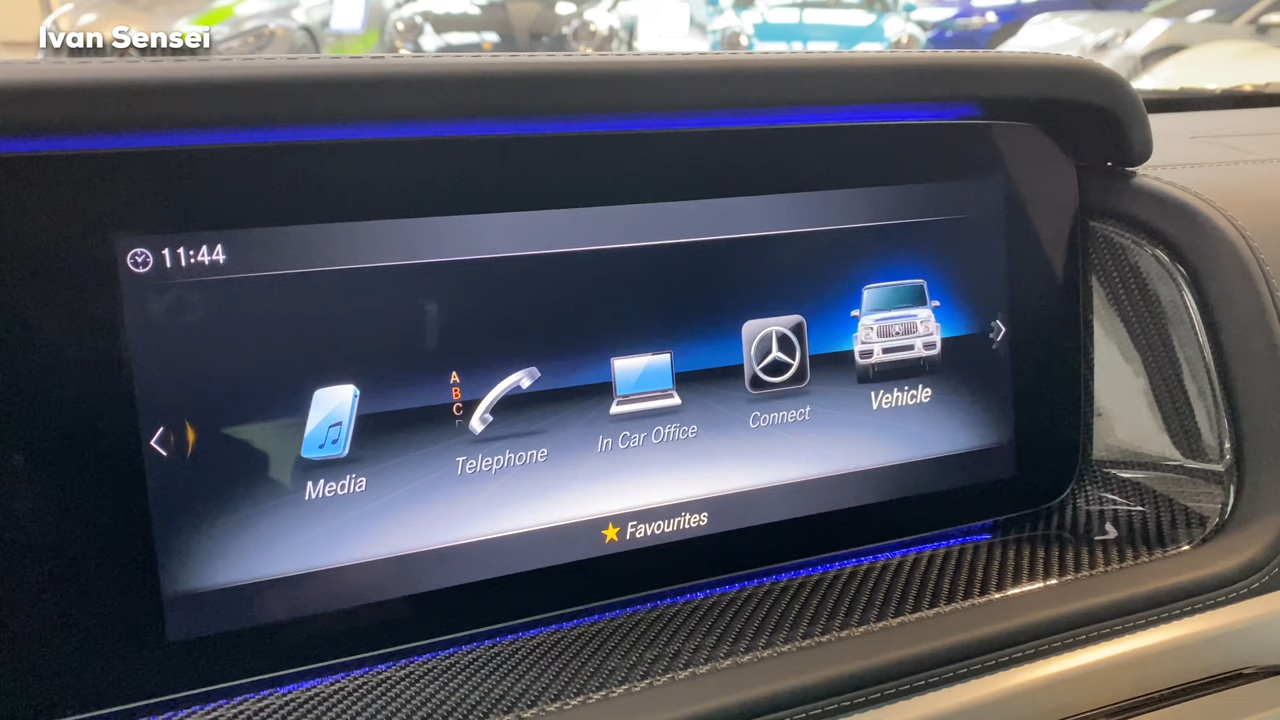 Ivan Sensei
11:44
A
B
C
Media
Telephone
In Car Office
Connect
Vehicle
Favourites